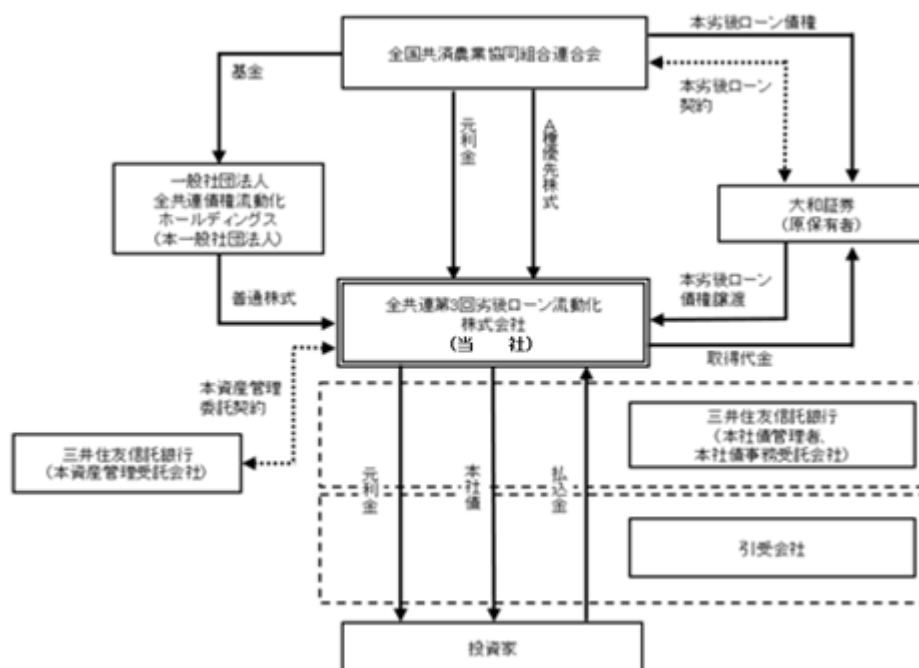 本劣後ローン債権
全国共済農業協同組合連合会
基金
本劣後ローン
契約
元利金
A種優先株式
一般社団法人
全共連債権流動化
ホールディングス
(本一般社団法人)
大和証券
(原保有者)
普通株式
本劣後ローン
債権譲渡
全共連第3回劣後ローン流動化
株式会社
(当 社)
取得代金
本資産管理
委託契約
三井住友信託銀行
(本資産管理受託会社)
三井住友信託銀行
(本社債管理者、
本社債事務受託会社)
元利金
本社債
払込金
引受会社
投資家